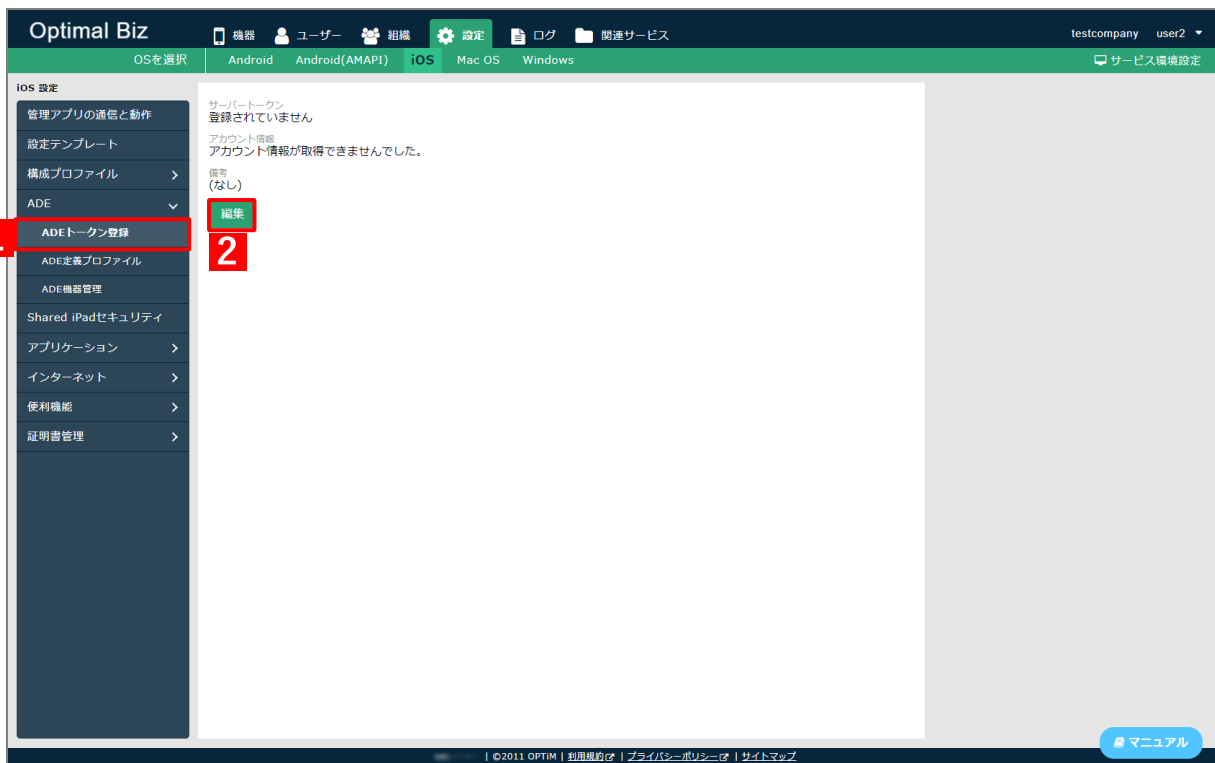 Optimal Biz
機器 ユーザー 組織 設定 ログ 関連サービス
testcompany user2
OSを選択 Android Android(AMAPI) iOS Mac OS Windows
サービス環境設定
iOS 設定
管理アプリの通信と動作
設定テンプレート
構成プロファイル
ADE
ADEトークン登録
ADE定義プロファイル
ADE機器管理
Shared iPadセキュリティ
アプリケーション
インターネット
便利機能
証明書管理
サーバートークン
登録されていません
アカウント情報
アカウント情報が取得できませんでした。
備考
(なし)
編集
2
マニュアル
| ©2011 OPTiM | 利用規約 | プライバシーポリシー | サイトマップ